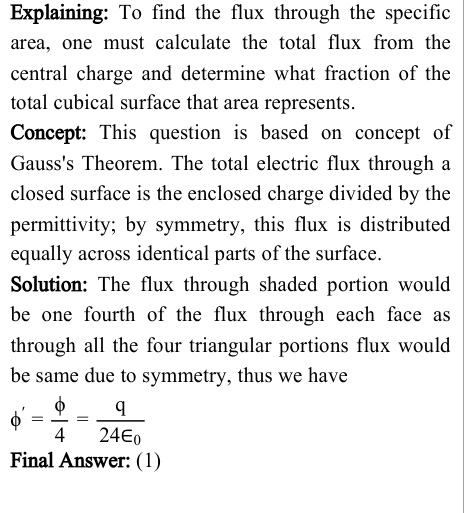 Explaining: To find the flux through the specific
area, one must calculate the total flux from the
central charge and determine what fraction of the
total cubical surface that area represents.
Concept: This question is based on concept of
Gauss's Theorem. The total electric flux through a
closed surface is the enclosed charge divided by the
permittivity; by symmetry, this flux is distributed
equally across identical parts of the surface.
Solution: The flux through shaded portion would
be one fourth of the flux through each face as
through all the four triangular portions flux would
be same due to symmetry, thus we have
ϕ′ = ϕ/4 = q/24∈₀
Final Answer: (1)